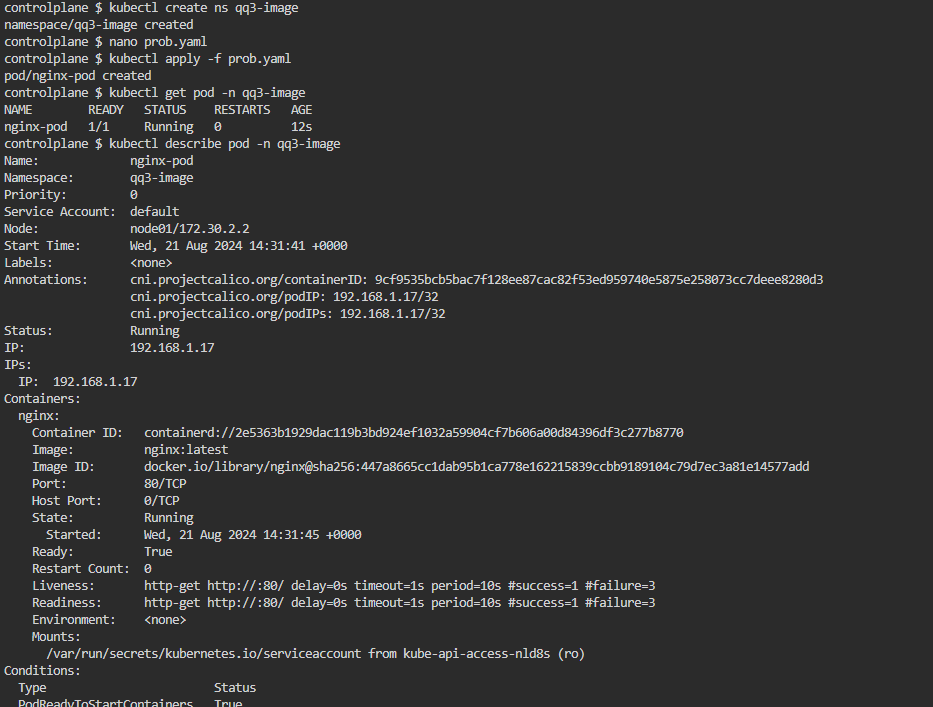 controlplane $ kubectl create ns qq3-image
namespace/qq3-image created
controlplane $ nano prob.yaml
controlplane $ kubectl apply -f prob.yaml
pod/nginx-pod created
controlplane $ kubectl get pod -n qq3-image
NAME        READY   STATUS    RESTARTS   AGE
nginx-pod   1/1     Running   0          12s
controlplane $ kubectl describe pod -n qq3-image
Name:             nginx-pod
Namespace:        qq3-image
Priority:         0
Service Account:  default
Node:             node01/172.30.2.2
Start Time:       Wed, 21 Aug 2024 14:31:41 +0000
Labels:           <none>
Annotations:      cni.projectcalico.org/containerID: 9cf9535bcb5bac7f128ee87cac82f53ed959740e5875e258073cc7deee8280d3
                  cni.projectcalico.org/podIP: 192.168.1.17/32
                  cni.projectcalico.org/podIPs: 192.168.1.17/32
Status:           Running
IP:               192.168.1.17
IPs:
  IP:  192.168.1.17
Containers:
  nginx:
    Container ID:   containerd://2e5363b1929dac119b3bd924ef1032a59904cf7b606a00d84396df3c277b8770
    Image:          nginx:latest
    Image ID:       docker.io/library/nginx@sha256:447a8665cc1dab95b1ca778e162215839ccbb9189104c79d7ec3a81e14577add
    Port:           80/TCP
    Host Port:      0/TCP
    State:          Running
      Started:      Wed, 21 Aug 2024 14:31:45 +0000
    Ready:          True
    Restart Count:  0
    Liveness:       http-get http://:80/ delay=0s timeout=1s period=10s #success=1 #failure=3
    Readiness:      http-get http://:80/ delay=0s timeout=1s period=10s #success=1 #failure=3
    Environment:    <none>
    Mounts:
      /var/run/secrets/kubernetes.io/serviceaccount from kube-api-access-nld8s (ro)
Conditions:
  Type                        Status
  PodReadyToStartContainers   True